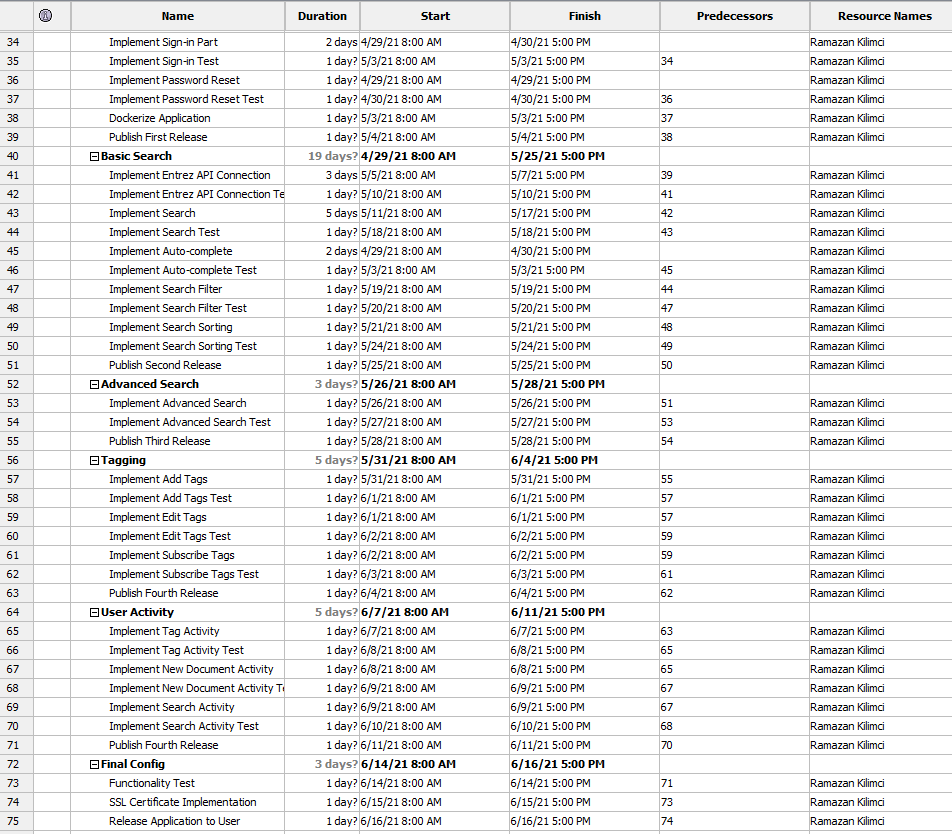 Name Duration Start Finish Predecessors Resource Names
34 Implement Sign-in Part 2 days 4/29/21 8:00 AM 4/30/21 5:00 PM Ramazan Kilimci
35 Implement Sign-in Test 1 day? 5/3/21 8:00 AM 5/3/21 5:00 PM 34 Ramazan Kilimci
36 Implement Password Reset 1 day? 4/29/21 8:00 AM 4/29/21 5:00 PM Ramazan Kilimci
37 Implement Password Reset Test 1 day? 4/30/21 8:00 AM 4/30/21 5:00 PM 36 Ramazan Kilimci
38 Dockerize Application 1 day? 5/3/21 8:00 AM 5/3/21 5:00 PM 37 Ramazan Kilimci
39 Publish First Release 1 day? 5/4/21 8:00 AM 5/4/21 5:00 PM 38 Ramazan Kilimci
40 Basic Search 19 days? 4/29/21 8:00 AM 5/25/21 5:00 PM
41 Implement Entrez API Connection 3 days 5/5/21 8:00 AM 5/7/21 5:00 PM 39 Ramazan Kilimci
42 Implement Entrez API Connection Te 1 day? 5/10/21 8:00 AM 5/10/21 5:00 PM 41 Ramazan Kilimci
43 Implement Search 5 days 5/11/21 8:00 AM 5/17/21 5:00 PM 42 Ramazan Kilimci
44 Implement Search Test 1 day? 5/18/21 8:00 AM 5/18/21 5:00 PM 43 Ramazan Kilimci
45 Implement Auto-complete 2 days 4/29/21 8:00 AM 4/30/21 5:00 PM Ramazan Kilimci
46 Implement Auto-complete Test 1 day? 5/3/21 8:00 AM 5/3/21 5:00 PM 45 Ramazan Kilimci
47 Implement Search Filter 1 day? 5/19/21 8:00 AM 5/19/21 5:00 PM 44 Ramazan Kilimci
48 Implement Search Filter Test 1 day? 5/20/21 8:00 AM 5/20/21 5:00 PM 47 Ramazan Kilimci
49 Implement Search Sorting 1 day? 5/21/21 8:00 AM 5/21/21 5:00 PM 48 Ramazan Kilimci
50 Implement Search Sorting Test 1 day? 5/24/21 8:00 AM 5/24/21 5:00 PM 49 Ramazan Kilimci
51 Publish Second Release 1 day? 5/25/21 8:00 AM 5/25/21 5:00 PM 50 Ramazan Kilimci
52 Advanced Search 3 days? 5/26/21 8:00 AM 5/28/21 5:00 PM
53 Implement Advanced Search 1 day? 5/26/21 8:00 AM 5/26/21 5:00 PM 51 Ramazan Kilimci
54 Implement Advanced Search Test 1 day? 5/27/21 8:00 AM 5/27/21 5:00 PM 53 Ramazan Kilimci
55 Publish Third Release 1 day? 5/28/21 8:00 AM 5/28/21 5:00 PM 54 Ramazan Kilimci
56 Tagging 5 days? 5/31/21 8:00 AM 6/4/21 5:00 PM
57 Implement Add Tags 1 day? 5/31/21 8:00 AM 5/31/21 5:00 PM 55 Ramazan Kilimci
58 Implement Add Tags Test 1 day? 6/1/21 8:00 AM 6/1/21 5:00 PM 57 Ramazan Kilimci
59 Implement Edit Tags 1 day? 6/1/21 8:00 AM 6/1/21 5:00 PM 57 Ramazan Kilimci
60 Implement Edit Tags Test 1 day? 6/2/21 8:00 AM 6/2/21 5:00 PM 59 Ramazan Kilimci
61 Implement Subscribe Tags 1 day? 6/2/21 8:00 AM 6/2/21 5:00 PM 59 Ramazan Kilimci
62 Implement Subscribe Tags Test 1 day? 6/3/21 8:00 AM 6/3/21 5:00 PM 61 Ramazan Kilimci
63 Publish Fourth Release 1 day? 6/4/21 8:00 AM 6/4/21 5:00 PM 62 Ramazan Kilimci
64 User Activity 5 days? 6/7/21 8:00 AM 6/11/21 5:00 PM
65 Implement Tag Activity 1 day? 6/7/21 8:00 AM 6/7/21 5:00 PM 63 Ramazan Kilimci
66 Implement Tag Activity Test 1 day? 6/8/21 8:00 AM 6/8/21 5:00 PM 65 Ramazan Kilimci
67 Implement New Document Activity 1 day? 6/8/21 8:00 AM 6/8/21 5:00 PM 65 Ramazan Kilimci
68 Implement New Document Activity T 1 day? 6/9/21 8:00 AM 6/9/21 5:00 PM 67 Ramazan Kilimci
69 Implement Search Activity 1 day? 6/9/21 8:00 AM 6/9/21 5:00 PM 67 Ramazan Kilimci
70 Implement Search Activity Test 1 day? 6/10/21 8:00 AM 6/10/21 5:00 PM 68 Ramazan Kilimci
71 Publish Fourth Release 1 day? 6/11/21 8:00 AM 6/11/21 5:00 PM 70 Ramazan Kilimci
72 Final Config 3 days? 6/14/21 8:00 AM 6/16/21 5:00 PM
73 Functionality Test 1 day? 6/14/21 8:00 AM 6/14/21 5:00 PM 71 Ramazan Kilimci
74 SSL Certificate Implementation 1 day? 6/15/21 8:00 AM 6/15/21 5:00 PM 73 Ramazan Kilimci
75 Release Application to User 1 day? 6/16/21 8:00 AM 6/16/21 5:00 PM 74 Ramazan Kilimci